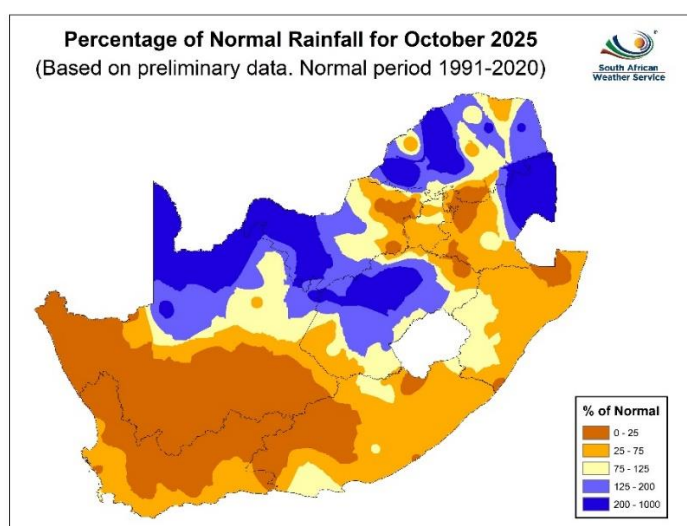 Percentage of Normal Rainfall for October 2025
(Based on preliminary data. Normal period 1991-2020)
South African
Weather Service
% of Normal
0 - 25
25 - 75
75 - 125
125 - 200
200 - 1000